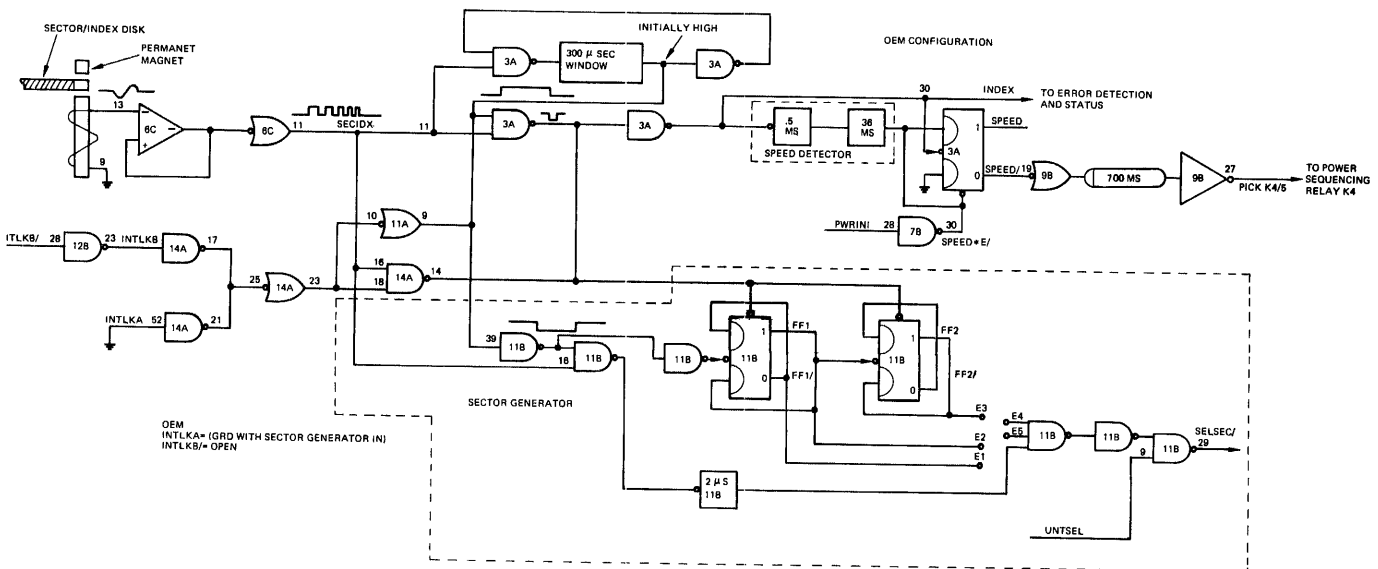 SECTOR/INDEX DISK
PERMANET
MAGNET
INITIALLY HIGH
OEM CONFIGURATION
3A
300 μ SEC
WINDOW
3A
13
6C
9
6C
11
SECIDX
11
3A
3A
.5
MS
36
MS
SPEED DETECTOR
30
INDEX
TO ERROR DETECTION
AND STATUS
1
SPEED
3A
0
SPEED/
19
9B
700 MS
9B
27
PICK K4/5
TO POWER
SEQUENCING
RELAY K4
PWRINI
28
7B
30
SPEED*E/
ITLKB/
28
12B
23
INTLKB
14A
17
25
14A
23
INTLKA
52
14A
21
10
11A
9
16
18
14A
14
39
11B
16
11B
11B
1
11B
0
FF1
FF1/
1
11B
0
FF2
FF2/
SECTOR GENERATOR
E3
E2
E1
E4
E5
11B
11B
9
11B
SELSEC/
29
2 μS
11B
UNTSEL
OEM
INTLKA= (GRD WITH SECTOR GENERATOR IN)
INTLKB/= OPEN